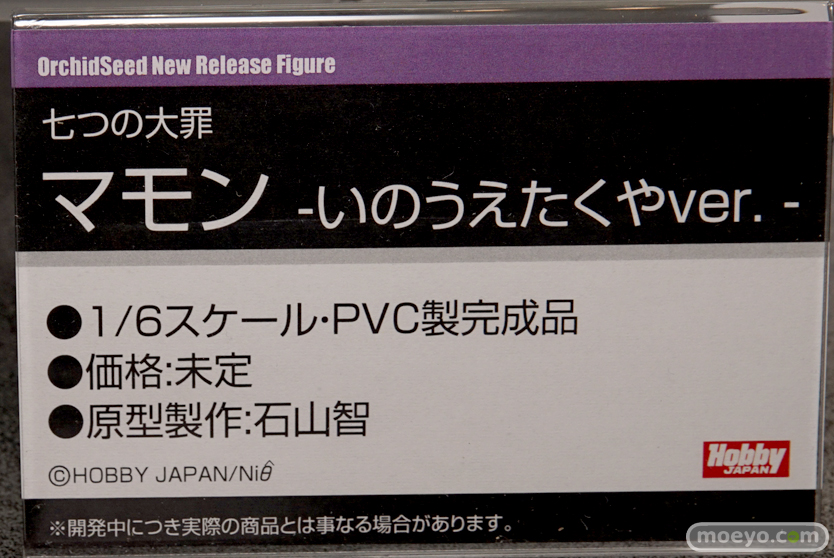 OrchidSeed New Release Figure
七つの大罪
マモン -いのうえたくやver. -
●1/6スケール・PVC製完成品
●価格:未定
●原型製作:石山智
©HOBBY JAPAN/Niθ
Hobby
JAPAN
※開発中につき実際の商品とは事なる場合があります。
moeyo.com